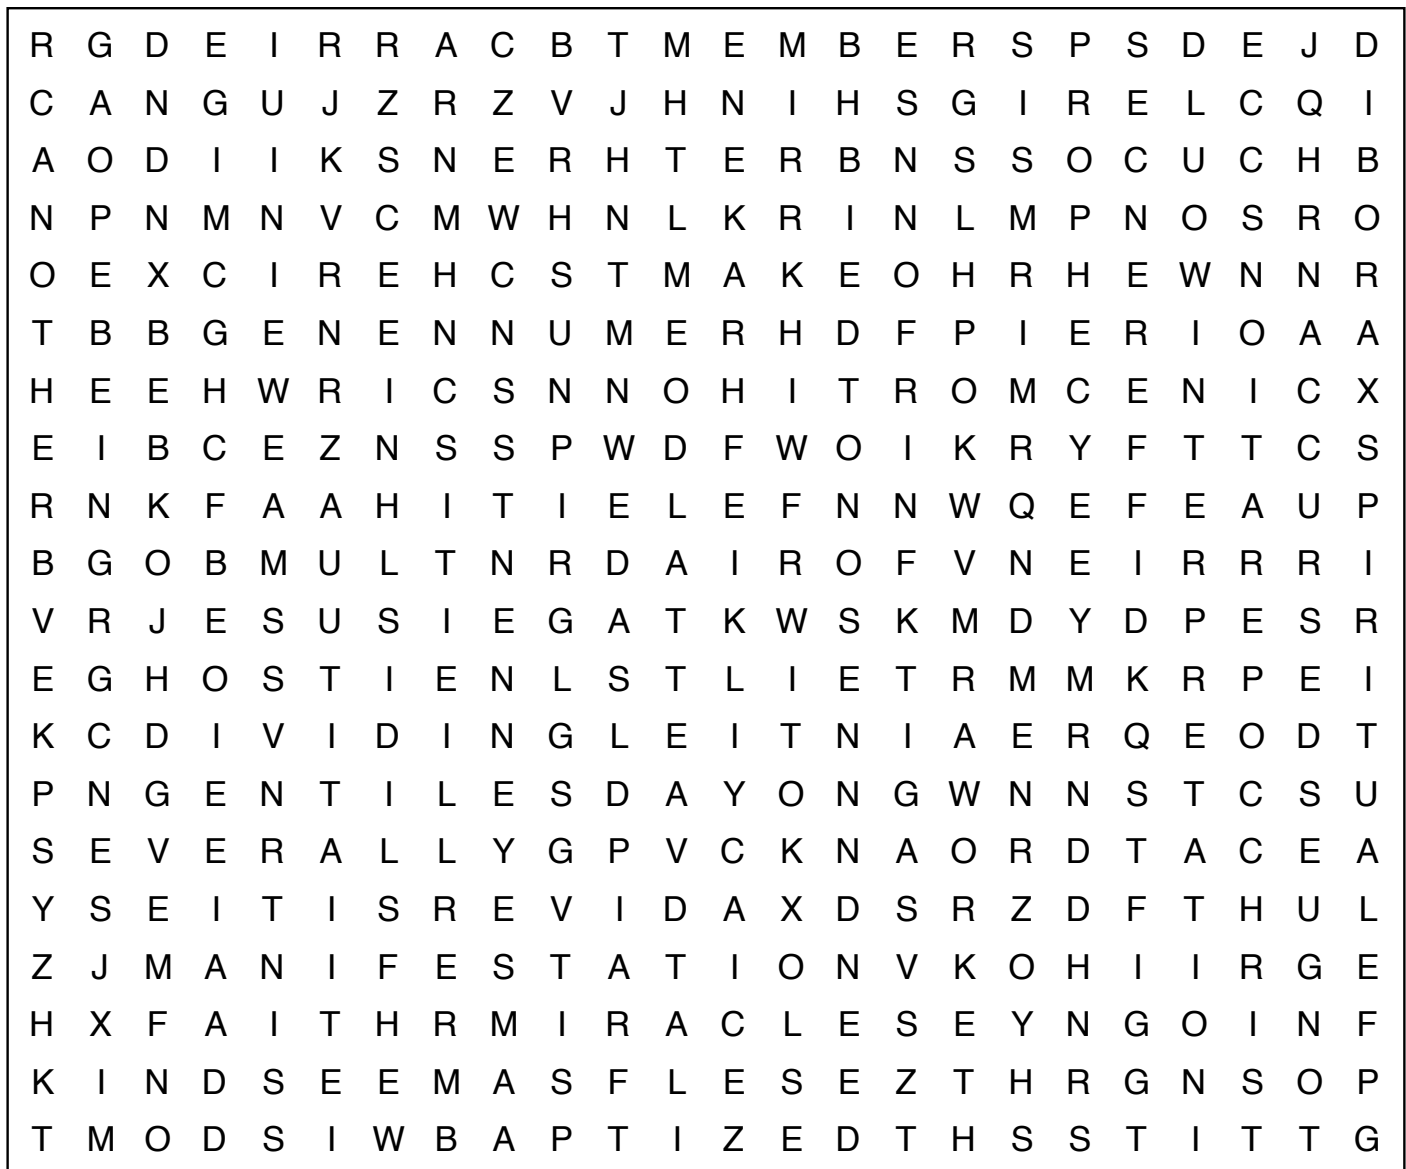 R G D E I R R A C B T M E M B E R S P S D E J D
C A N G U J Z R Z V J H N I H S G I R E L C Q I
A O D I I K S N E R H T E R B N S S O C U C H B
N P N M N V C M W H N L K R I N L M P N O S R O
O E X C I R E H C S T M A K E O H R H E W N N R
T B B G E N E N N U M E R H D F P I E R I O A A
H E E H W R I C S N N O H I T R O M C E N I C X
E I B C E Z N S S P W D F W O I K R Y F T T C S
R N K F A A H I T I E L E F N N W Q E F E A U P
B G O B M U L T N R D A I R O F V N E I R R R I
V R J E S U S I E G A T K W S K M D Y D P E S R
E G H O S T I E N L S T L I E T R M M K R P E I
K C D I V I D I N G L E I T N I A E R Q E O D T
P N G E N T I L E S D A Y O N G W N N S T C S U
S E V E R A L L Y G P V C K N A O R D T A C E A
Y S E I T I S R E V I D A X D S R Z D F T H U L
Z J M A N I F E S T A T I O N V K O H I I R G E
H X F A I T H R M I R A C L E S E Y N G O I N F
K I N D S E E M A S F L E S E Z T H R G N S O P
T M O D S I W B A P T I Z E D T H S S T I T T G